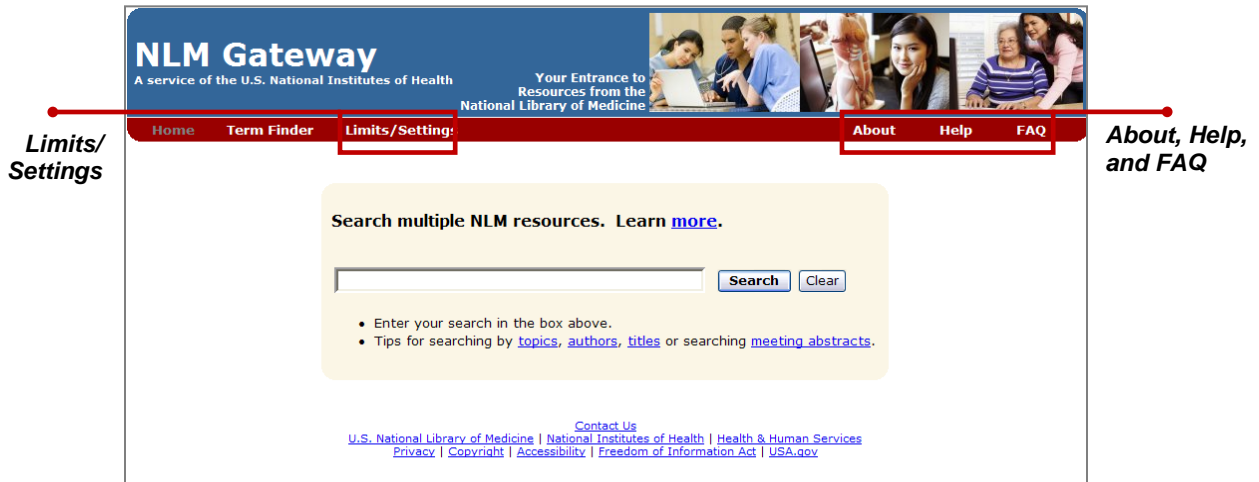 NLM Gateway
A service of the U.S. National Institutes of Health
Your Entrance to
Resources from the
National Library of Medicine
Home Term Finder Limits/Settings About Help FAQ
Limits/
Settings
About, Help,
and FAQ
Search multiple NLM resources. Learn more.
Search Clear
• Enter your search in the box above.
• Tips for searching by topics, authors, titles or searching meeting abstracts.
Contact Us
U.S. National Library of Medicine | National Institutes of Health | Health & Human Services
Privacy | Copyright | Accessibility | Freedom of Information Act | USA.gov